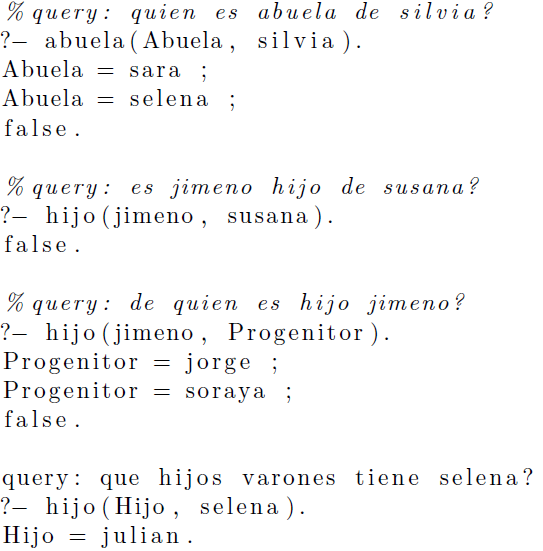 % query: quien es abuela de silvia?
?− abuela(Abuela, silvia).
Abuela = sara ;
Abuela = selena ;
false.
% query: es jimeno hijo de susana?
?− hijo(jimeno, susana).
false.
% query: de quien es hijo jimeno?
?− hijo(jimeno, Progenitor).
Progenitor = jorge ;
Progenitor = soraya ;
false.
query: que hijos varones tiene selena?
?− hijo(Hijo, selena).
Hijo = julian.